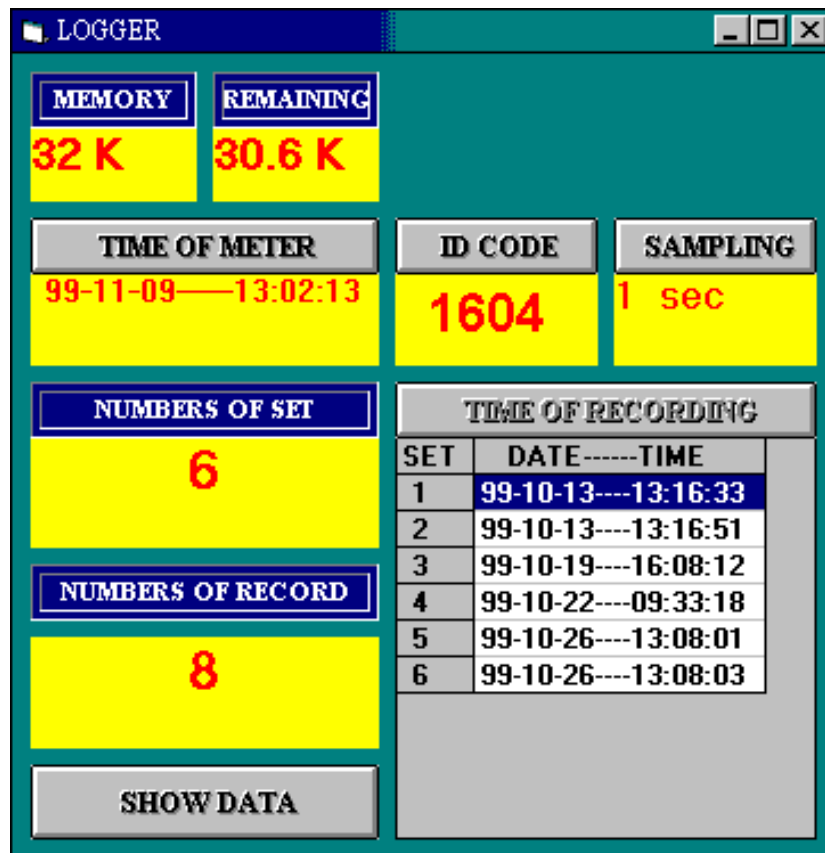 LOGGER
MEMORY REMAINING
32 K 30.6 K
TIME OF METER ID CODE SAMPLING
99-11-09——13:02:13 1604 1 sec
NUMBERS OF SET TIME OF RECORDING
6
SET DATE------TIME
1 99-10-13----13:16:33
2 99-10-13----13:16:51
3 99-10-19----16:08:12
4 99-10-22----09:33:18
5 99-10-26----13:08:01
6 99-10-26----13:08:03
NUMBERS OF RECORD
8
SHOW DATA